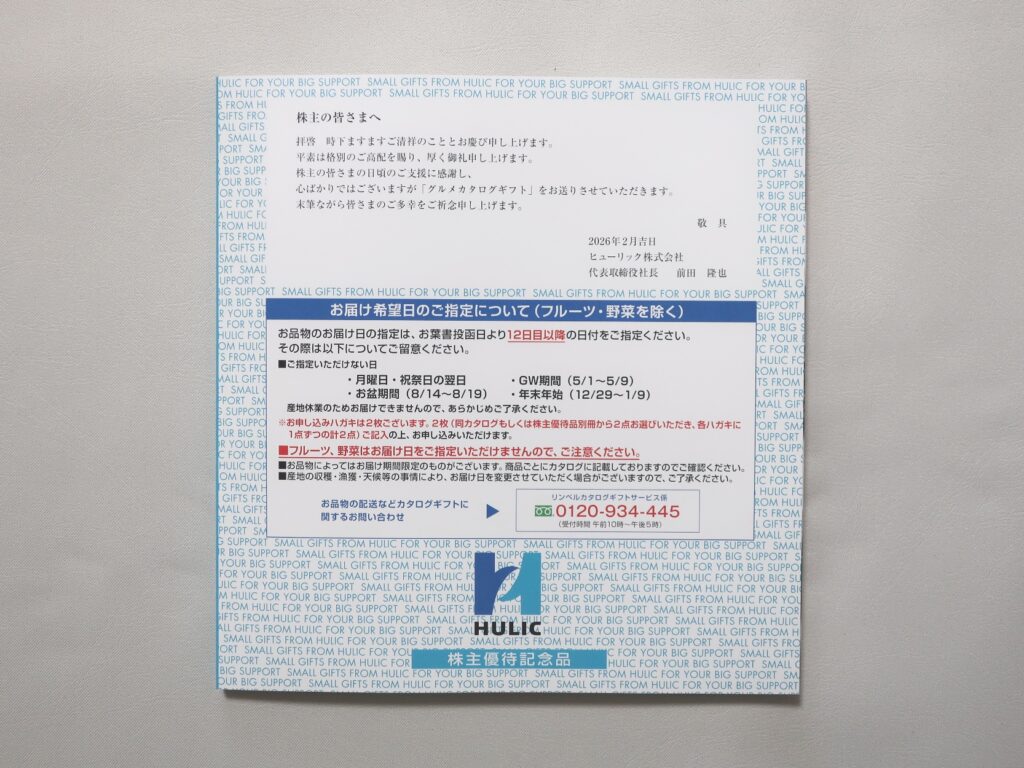 HULIC FOR YOUR BIG SUPPORT SMALL GIFTS FROM HULIC FOR YOUR BIG SUPPORT SMALL GIFTS FROM HULIC FOR YOUR BIG SUPPORT
株主の皆さまへ
拝啓 時下ますますご清祥のこととお慶び申し上げます。
平素は格別のご高配を賜り、厚く御礼申し上げます。
株主の皆さまの日頃のご支援に感謝し、
心ばかりではございますが「グルメカタログギフト」をお送りさせていただきます。
末筆ながら皆さまのご多幸をご祈念申し上げます。
敬 具
2026年2月吉日
ヒューリック株式会社
代表取締役社長 前田 隆也
お届け希望日のご指定について(フルーツ・野菜を除く)
お品物のお届け日の指定は、お葉書投函日より12日目以降の日付をご指定ください。
その際は以下についてご留意ください。
■ご指定いただけない日
・月曜日・祝祭日の翌日 ・GW期間(5/1〜5/9)
・お盆期間(8/14〜8/19) ・年末年始(12/29〜1/9)
産地休業のためお届けできませんので、あらかじめご了承ください。
※お申し込みハガキは2枚ございます。2枚(同カタログもしくは株主優待品別冊から2点お選びいただき、各ハガキに
1点ずつの計2点)ご記入の上、お申し込みいただけます。
■フルーツ、野菜はお届け日をご指定いただけませんので、ご注意ください。
■お品物によってはお届け期間限定のものがございます。商品ごとにカタログに記載しておりますのでご確認ください。
■産地の収穫・漁獲・天候等の事情により、お届け日を変更させていただく場合がございますので、ご了承ください。
お品物の配送などカタログギフトに
関するお問い合わせ
リンベルカタログギフトサービス係
0120-934-445
(受付時間 午前10時〜午後5時)
HULIC
株主優待記念品